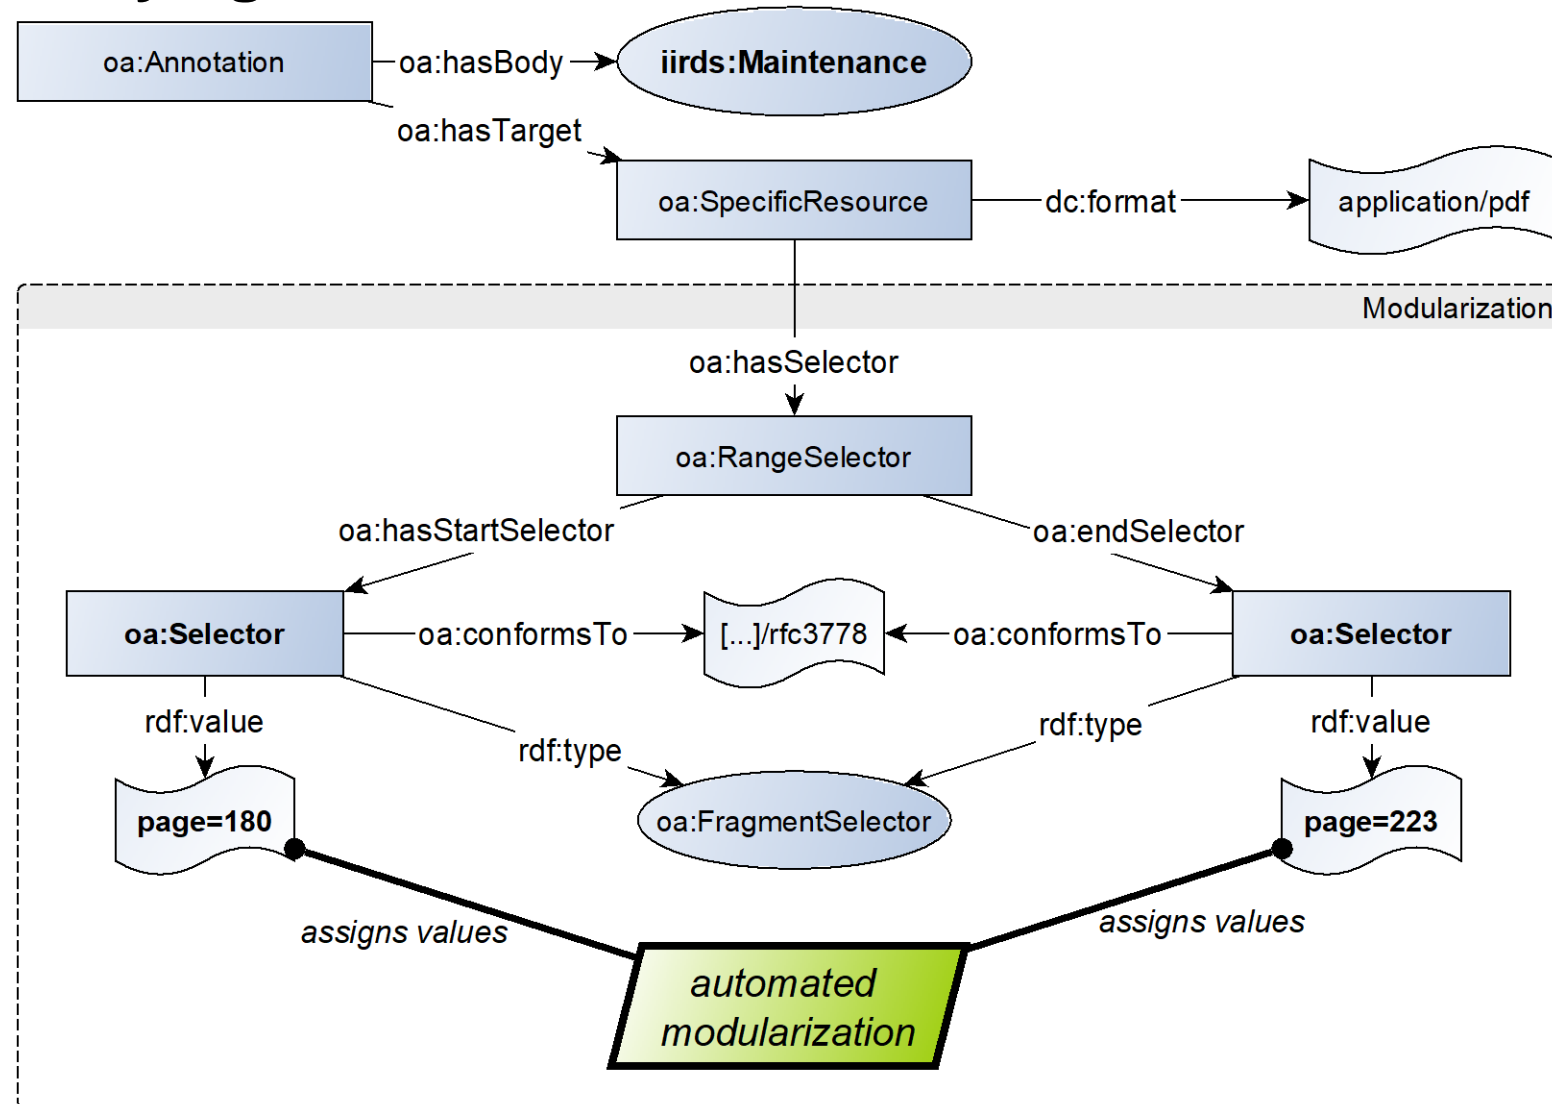 oa:Annotation
oa:hasBody
iirds:Maintenance
oa:hasTarget
oa:SpecificResource
dc:format
application/pdf
Modularization
oa:hasSelector
oa:RangeSelector
oa:hasStartSelector
oa:endSelector
oa:Selector
oa:conformsTo
[...]/rfc3778
oa:conformsTo
oa:Selector
rdf:value
rdf:type
rdf:type
rdf:value
page=180
oa:FragmentSelector
page=223
assigns values
assigns values
automated
modularization